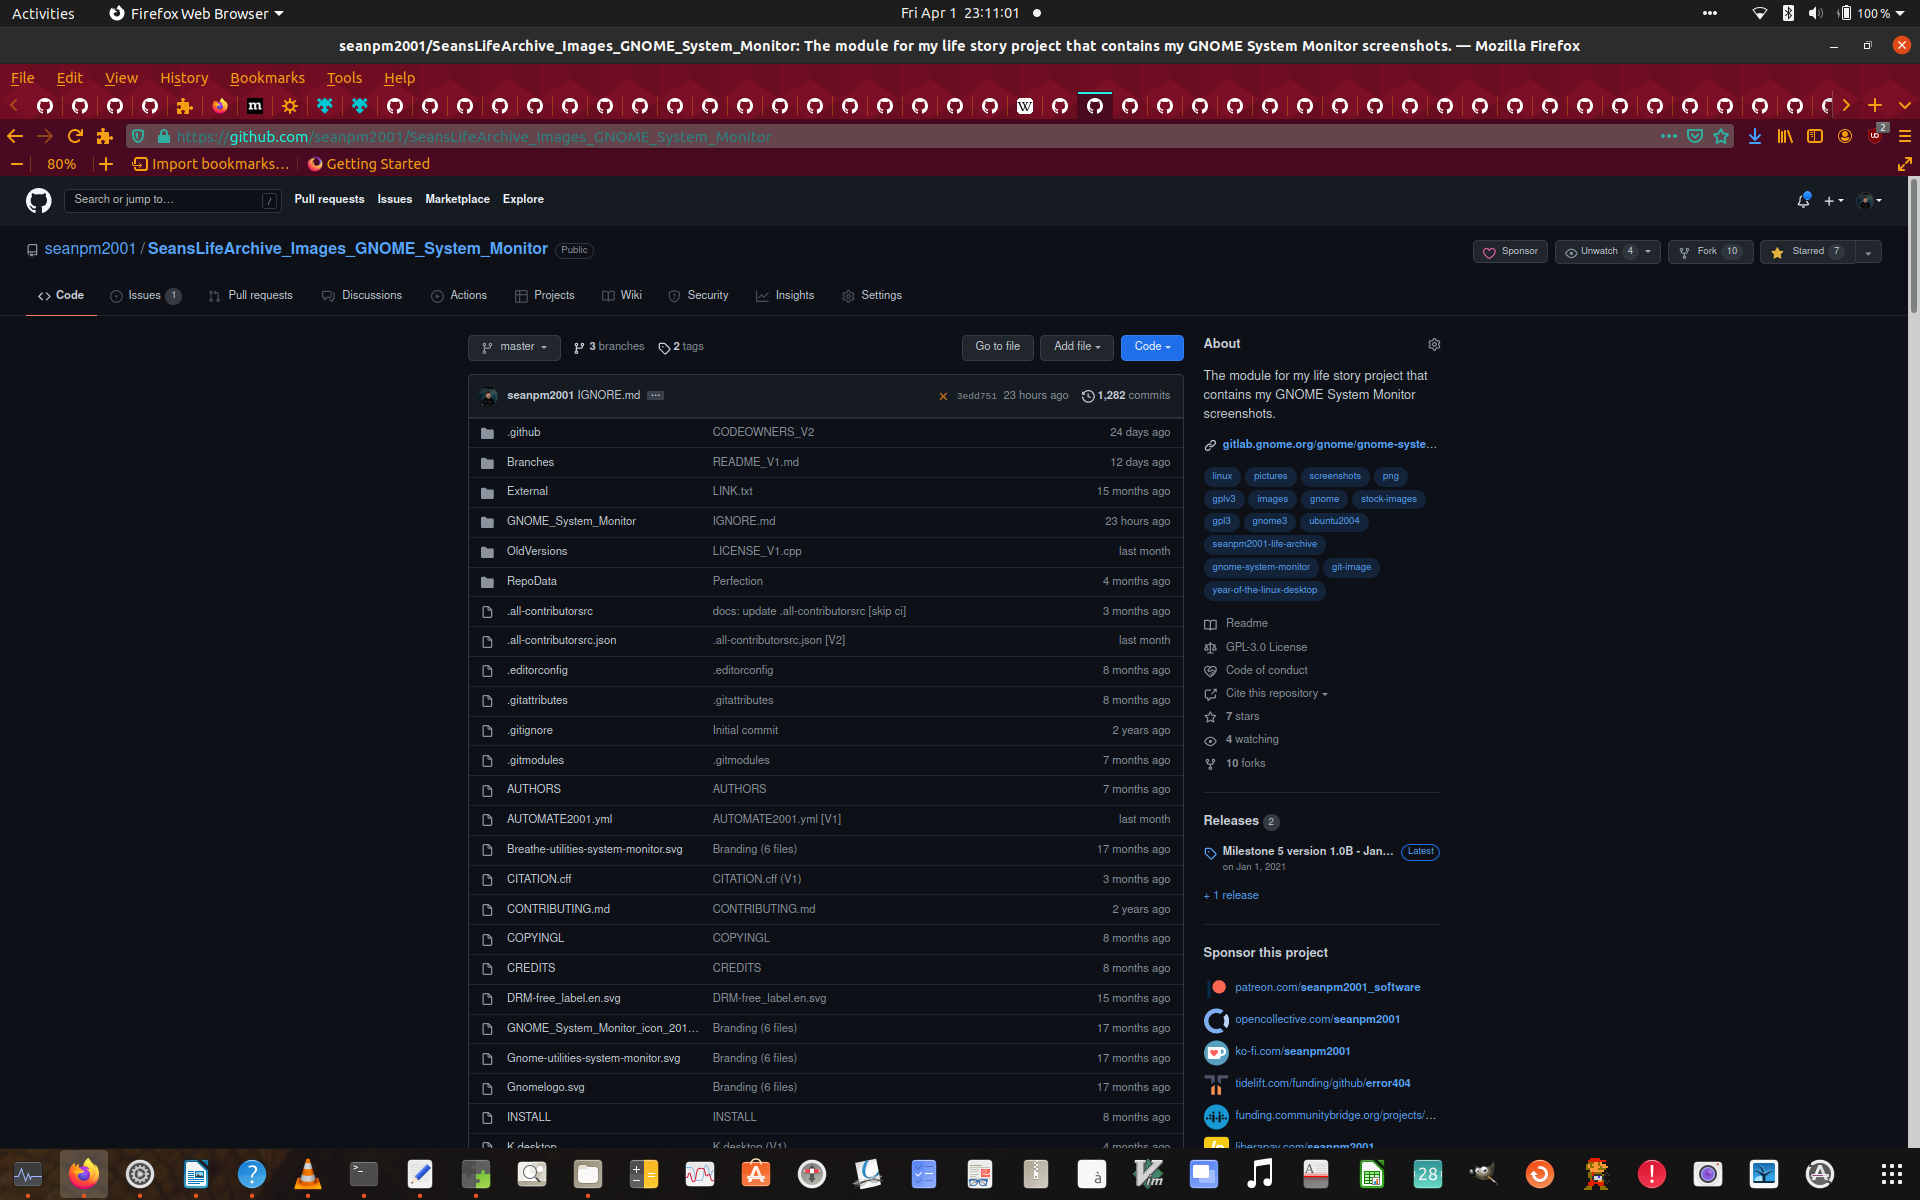 Activities
Firefox Web Browser
Fri Apr 1 23:11:01
100 %
seanpm2001/SeansLifeArchive_Images_GNOME_System_Monitor: The module for my life story project that contains my GNOME System Monitor screenshots. — Mozilla Firefox
File Edit View History Bookmarks Tools Help
https://github.com/seanpm2001/SeansLifeArchive_Images_GNOME_System_Monitor
2
80%
Import bookmarks…
Getting Started
Search or jump to…
/
Pull requests Issues Marketplace Explore
seanpm2001 / SeansLifeArchive_Images_GNOME_System_Monitor Public
Sponsor
Unwatch 4
Fork 10
Starred 7
Code
Issues 1
Pull requests
Discussions
Actions
Projects
Wiki
Security
Insights
Settings
master
3 branches
2 tags
Go to file
Add file
Code
seanpm2001 IGNORE.md … 3edd751 23 hours ago 1,282 commits
.github CODEOWNERS_V2 24 days ago
Branches README_V1.md 12 days ago
External LINK.txt 15 months ago
GNOME_System_Monitor IGNORE.md 23 hours ago
OldVersions LICENSE_V1.cpp last month
RepoData Perfection 4 months ago
.all-contributorsrc docs: update .all-contributorsrc [skip ci] 3 months ago
.all-contributorsrc.json .all-contributorsrc.json [V2] last month
.editorconfig .editorconfig 8 months ago
.gitattributes .gitattributes 8 months ago
.gitignore Initial commit 2 years ago
.gitmodules .gitmodules 7 months ago
AUTHORS AUTHORS 7 months ago
AUTOMATE2001.yml AUTOMATE2001.yml [V1] last month
Breathe-utilities-system-monitor.svg Branding (6 files) 17 months ago
CITATION.cff CITATION.cff (V1) 3 months ago
CONTRIBUTING.md CONTRIBUTING.md 2 years ago
COPYINGL COPYINGL 8 months ago
CREDITS CREDITS 8 months ago
DRM-free_label.en.svg DRM-free_label.en.svg 15 months ago
GNOME_System_Monitor_icon_201… Branding (6 files) 17 months ago
Gnome-utilities-system-monitor.svg Branding (6 files) 17 months ago
Gnomelogo.svg Branding (6 files) 17 months ago
INSTALL INSTALL 8 months ago
K.desktop K.desktop (V1) 4 months ago
About
The module for my life story project that
contains my GNOME System Monitor
screenshots.
gitlab.gnome.org/gnome/gnome-syste…
linux pictures screenshots png
gplv3 images gnome stock-images
gpl3 gnome3 ubuntu2004
seanpm2001-life-archive
gnome-system-monitor git-image
year-of-the-linux-desktop
Readme
GPL-3.0 License
Code of conduct
Cite this repository
7 stars
4 watching
10 forks
Releases 2
Milestone 5 version 1.0B - Jan… Latest
on Jan 1, 2021
+ 1 release
Sponsor this project
patreon.com/seanpm2001_software
opencollective.com/seanpm2001
ko-fi.com/seanpm2001
tidelift.com/funding/github/error404
funding.communitybridge.org/projects/…
liberapay.com/seanpm2001
28